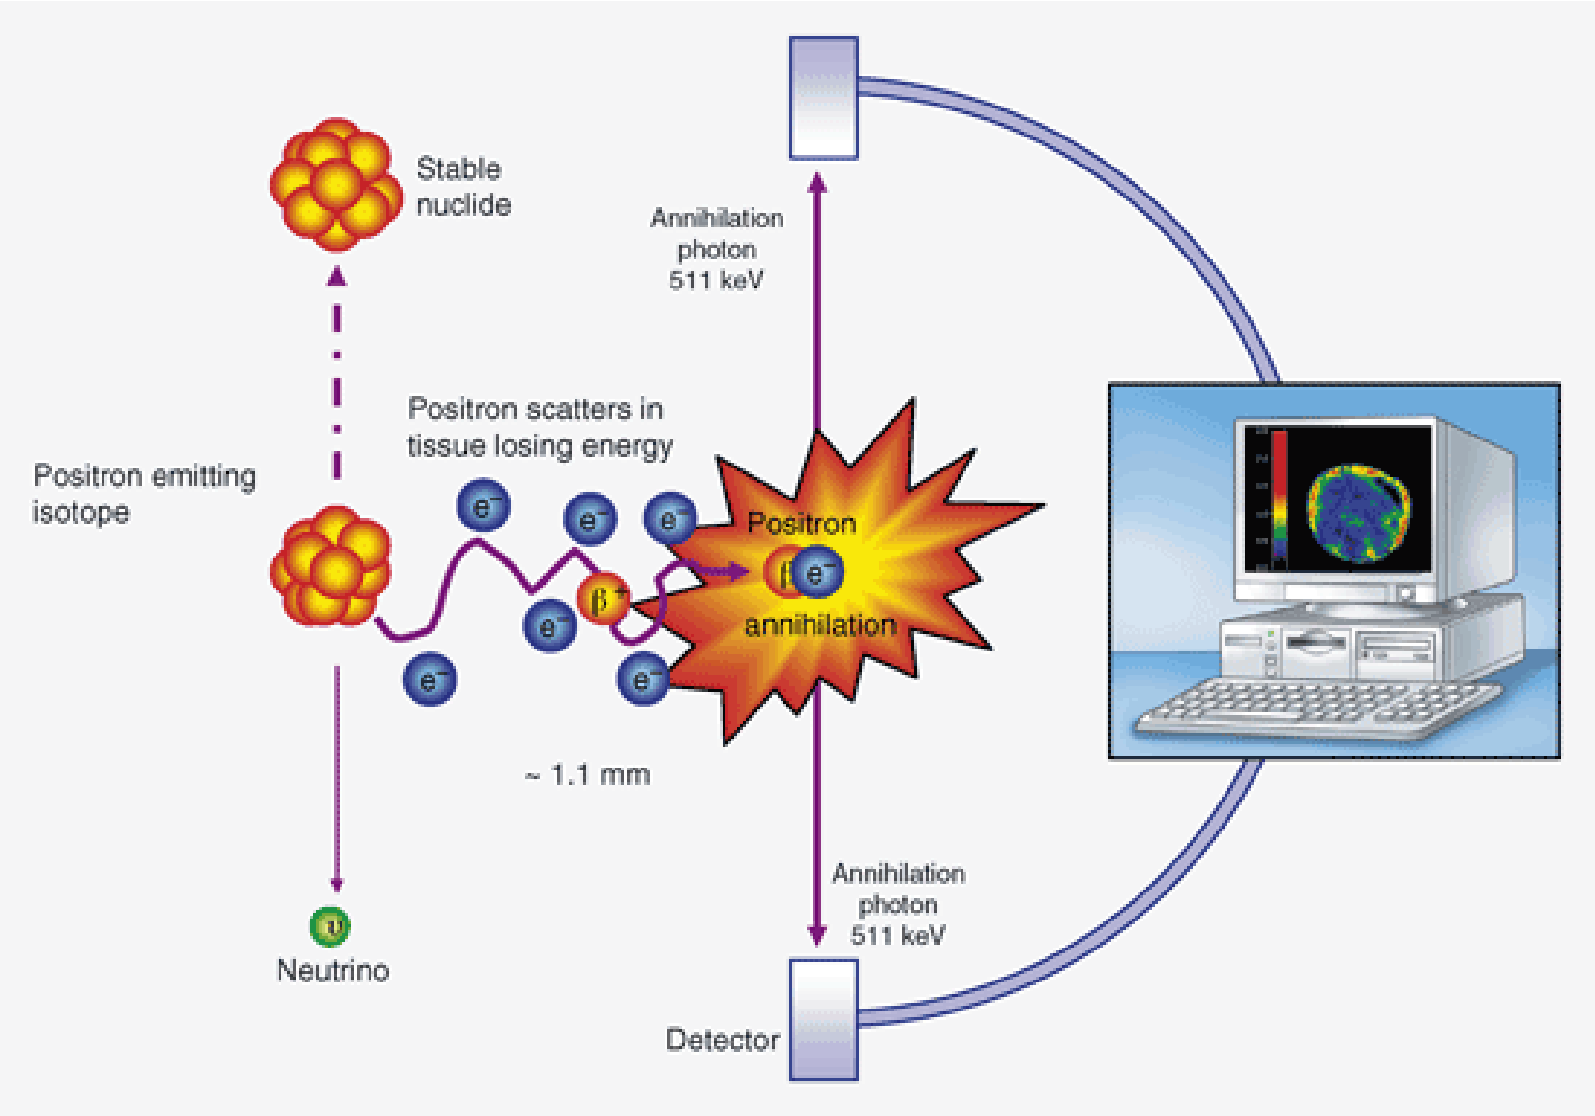 Stable
nuclide
Annihilation
photon
511 keV
Positron scatters in
tissue losing energy
Positron emitting
isotope
e⁻
e⁻
e⁻
Positron
β e⁻
β⁺
e⁻
annihilation
e⁻
e⁻
~ 1.1 mm
Annihilation
photon
511 keV
υ
Neutrino
Detector